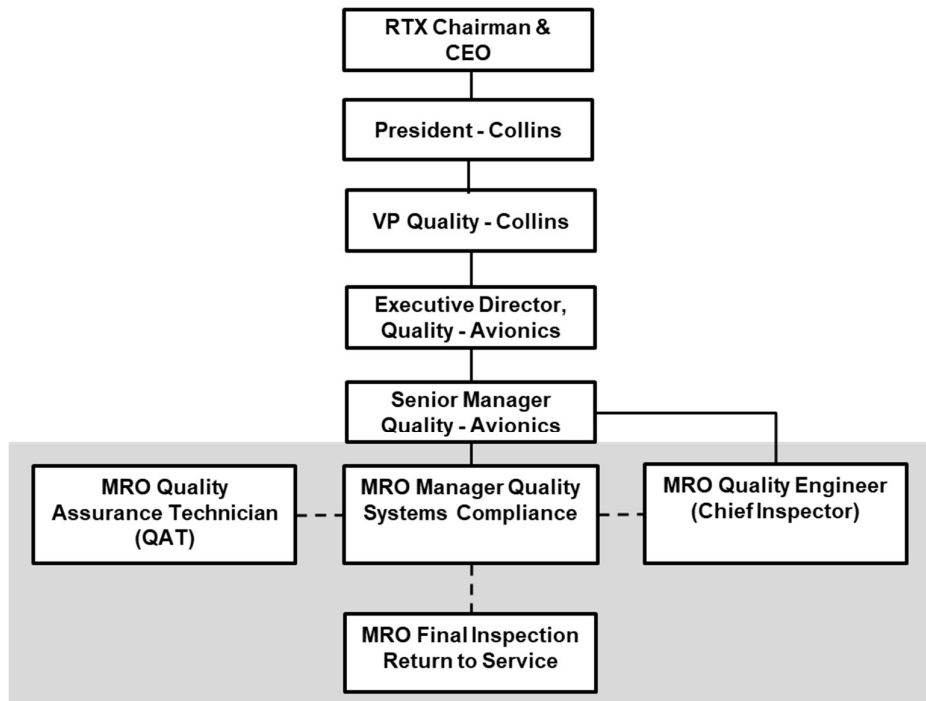 RTX Chairman &
CEO
President - Collins
VP Quality - Collins
Executive Director,
Quality - Avionics
Senior Manager
Quality - Avionics
MRO Quality
Assurance Technician
(QAT)
MRO Manager Quality
Systems Compliance
MRO Quality Engineer
(Chief Inspector)
MRO Final Inspection
Return to Service